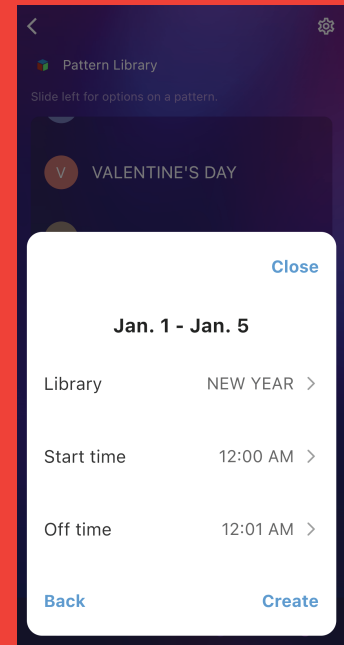 Pattern Library
Slide left for options on a pattern.
V VALENTINE'S DAY
Close
Jan. 1 - Jan. 5
Library NEW YEAR
Start time 12:00 AM
Off time 12:01 AM
Back Create